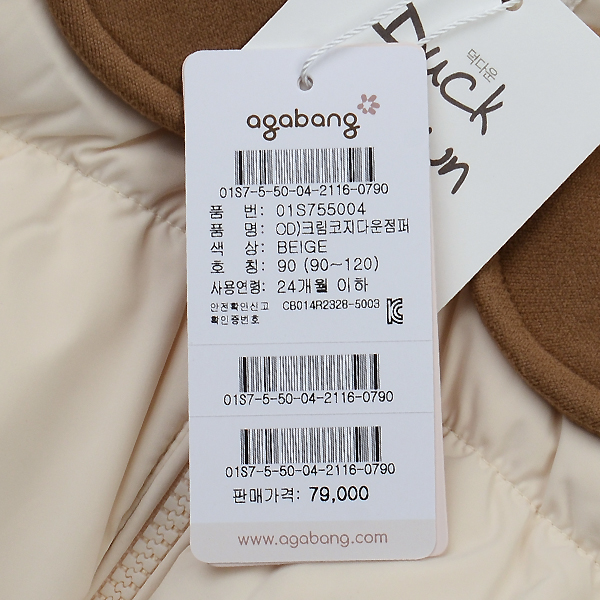 agabang
01S7-5-50-04-2116-0790
품 번: 01S755004
품 명: OD)크림코지다운점퍼
색 상: BEIGE
호 칭: 90 (90~120)
사용연령: 24개월 이하
안전확인신고 CB014R2328-5003
확인증번호
01S7-5-50-04-2116-0790
01S7-5-50-04-2116-0790
판매가격: 79,000
www.agabang.com
덕다운
Duck